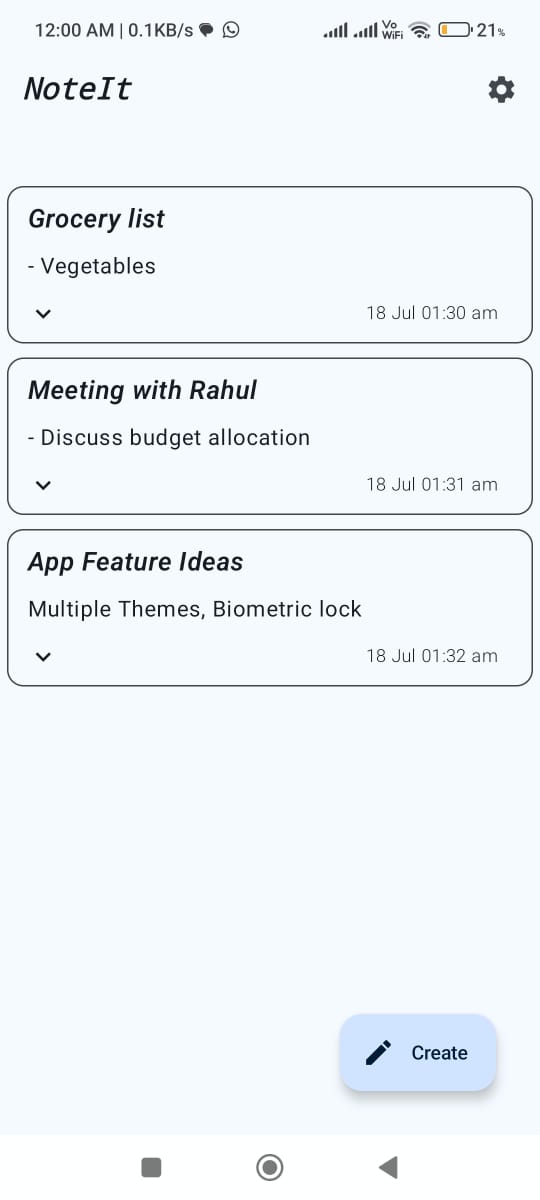 12:00 AM | 0.1KB/s Vo WiFi 21%
NoteIt
Grocery list
- Vegetables
18 Jul 01:30 am
Meeting with Rahul
- Discuss budget allocation
18 Jul 01:31 am
App Feature Ideas
Multiple Themes, Biometric lock
18 Jul 01:32 am
Create